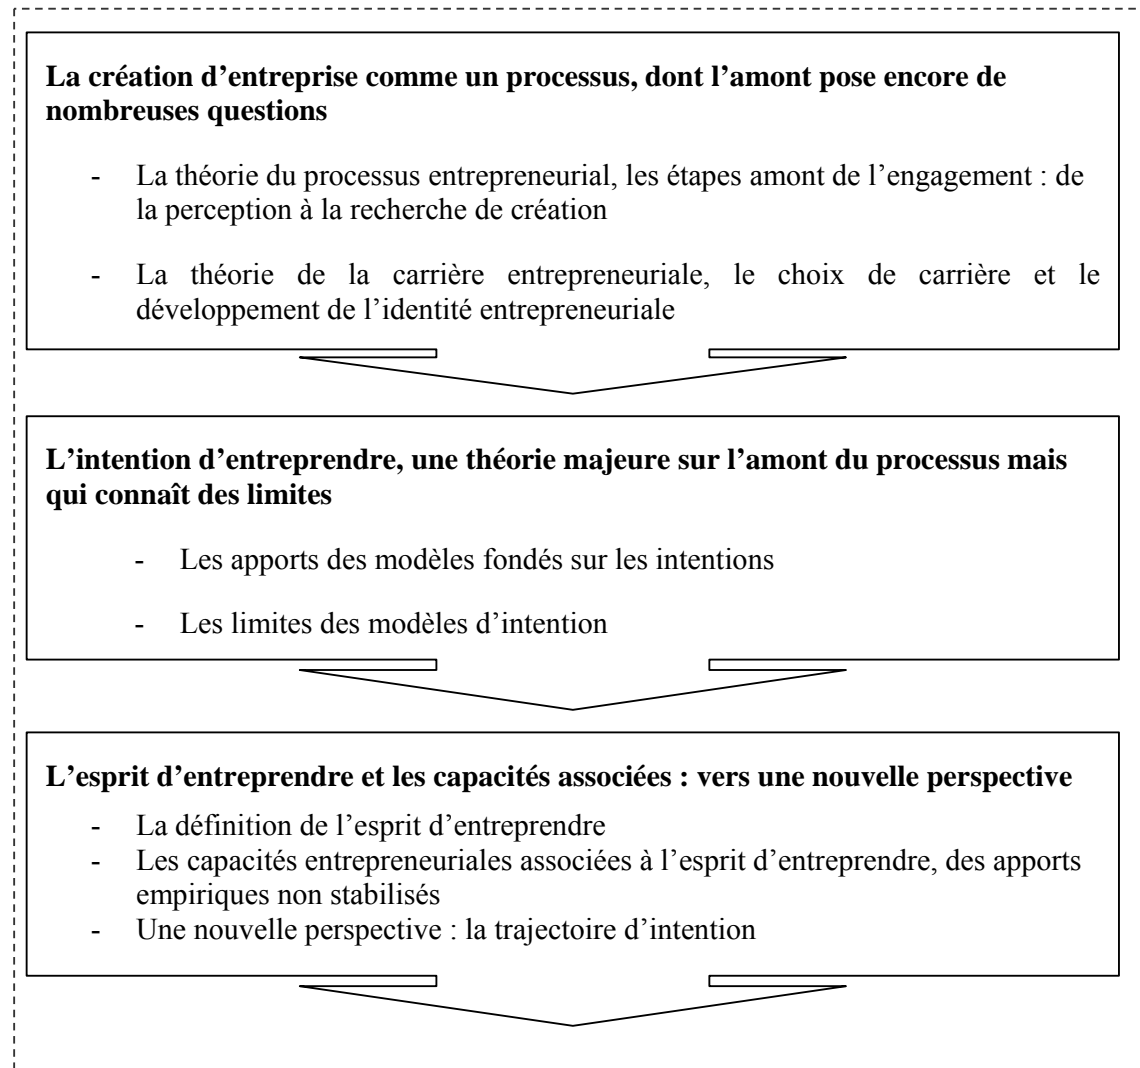 La création d’entreprise comme un processus, dont l’amont pose encore de
nombreuses questions
- La théorie du processus entrepreneurial, les étapes amont de l’engagement : de
la perception à la recherche de création
- La théorie de la carrière entrepreneuriale, le choix de carrière et le
développement de l’identité entrepreneuriale
L’intention d’entreprendre, une théorie majeure sur l’amont du processus mais
qui connaît des limites
- Les apports des modèles fondés sur les intentions
- Les limites des modèles d’intention
L’esprit d’entreprendre et les capacités associées : vers une nouvelle perspective
- La définition de l’esprit d’entreprendre
- Les capacités entrepreneuriales associées à l’esprit d’entreprendre, des apports
empiriques non stabilisés
- Une nouvelle perspective : la trajectoire d’intention